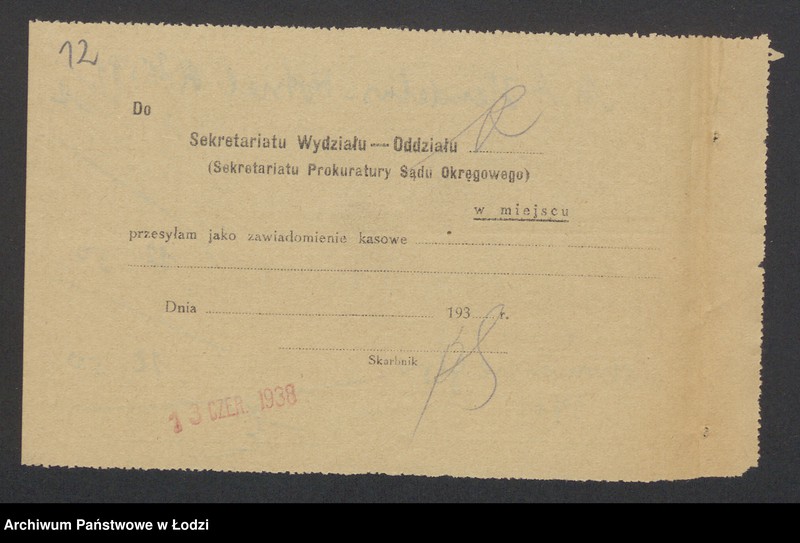 12
Do
Sekretariatu Wydziału — Oddziału R
(Sekretariatu Prokuratury Sądu Okręgowego)
w miejscu
przesyłam jako zawiadomienie kasowe
Dnia 193 r.
Skarbnik
13 CZER. 1938
Archiwum Państwowe w Łodzi